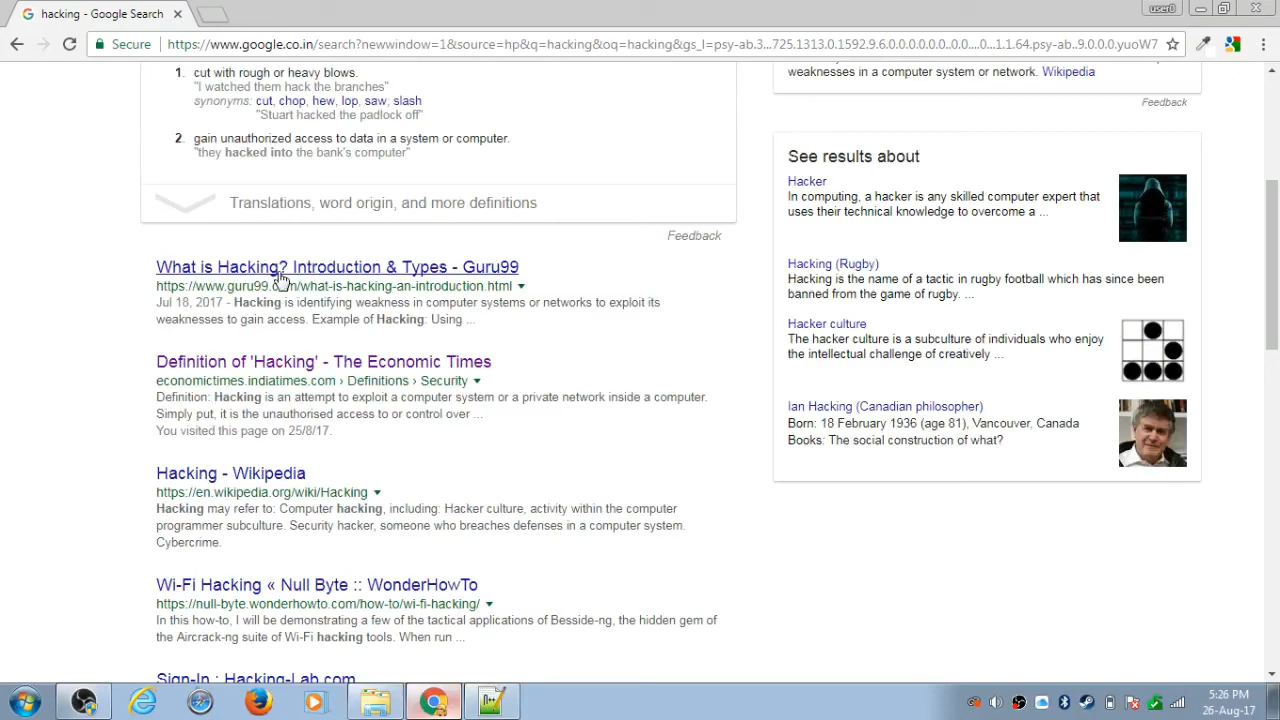 hacking - Google Search
user0
Secure
https://www.google.co.in/search?newwindow=1&source=hp&q=hacking&oq=hacking&gs_l=psy-ab.3...725.1313.0.1592.9.6.0.0.0.0.0.0..0.0....0...1.1.64.psy-ab..9.0.0.0.yuoW7
1. cut with rough or heavy blows.
"I watched them hack the branches"
synonyms: cut, chop, hew, lop, saw, slash
"Stuart hacked the padlock off"
2. gain unauthorized access to data in a system or computer.
"they hacked into the bank's computer"
Translations, word origin, and more definitions
Feedback
What is Hacking? Introduction & Types - Guru99
https://www.guru99.com/what-is-hacking-an-introduction.html
Jul 18, 2017 - Hacking is identifying weakness in computer systems or networks to exploit its
weaknesses to gain access. Example of Hacking: Using ...
Definition of 'Hacking' - The Economic Times
economictimes.indiatimes.com › Definitions › Security
Definition: Hacking is an attempt to exploit a computer system or a private network inside a computer.
Simply put, it is the unauthorised access to or control over ...
You visited this page on 25/8/17.
Hacking - Wikipedia
https://en.wikipedia.org/wiki/Hacking
Hacking may refer to: Computer hacking, including: Hacker culture, activity within the computer
programmer subculture. Security hacker, someone who breaches defenses in a computer system.
Cybercrime.
Wi-Fi Hacking « Null Byte :: WonderHowTo
https://null-byte.wonderhowto.com/how-to/wi-fi-hacking/
In this how-to, I will be demonstrating a few of the tactical applications of Besside-ng, the hidden gem of
the Aircrack-ng suite of Wi-Fi hacking tools. When run ...
Sign-In : Hacking-Lab.com
weaknesses in a computer system or network. Wikipedia
Feedback
See results about
Hacker
In computing, a hacker is any skilled computer expert that
uses their technical knowledge to overcome a ...
Hacking (Rugby)
Hacking is the name of a tactic in rugby football which has since been
banned from the game of rugby. ...
Hacker culture
The hacker culture is a subculture of individuals who enjoy
the intellectual challenge of creatively ...
Ian Hacking (Canadian philosopher)
Born: 18 February 1936 (age 81), Vancouver, Canada
Books: The social construction of what?
5:26 PM
26-Aug-17